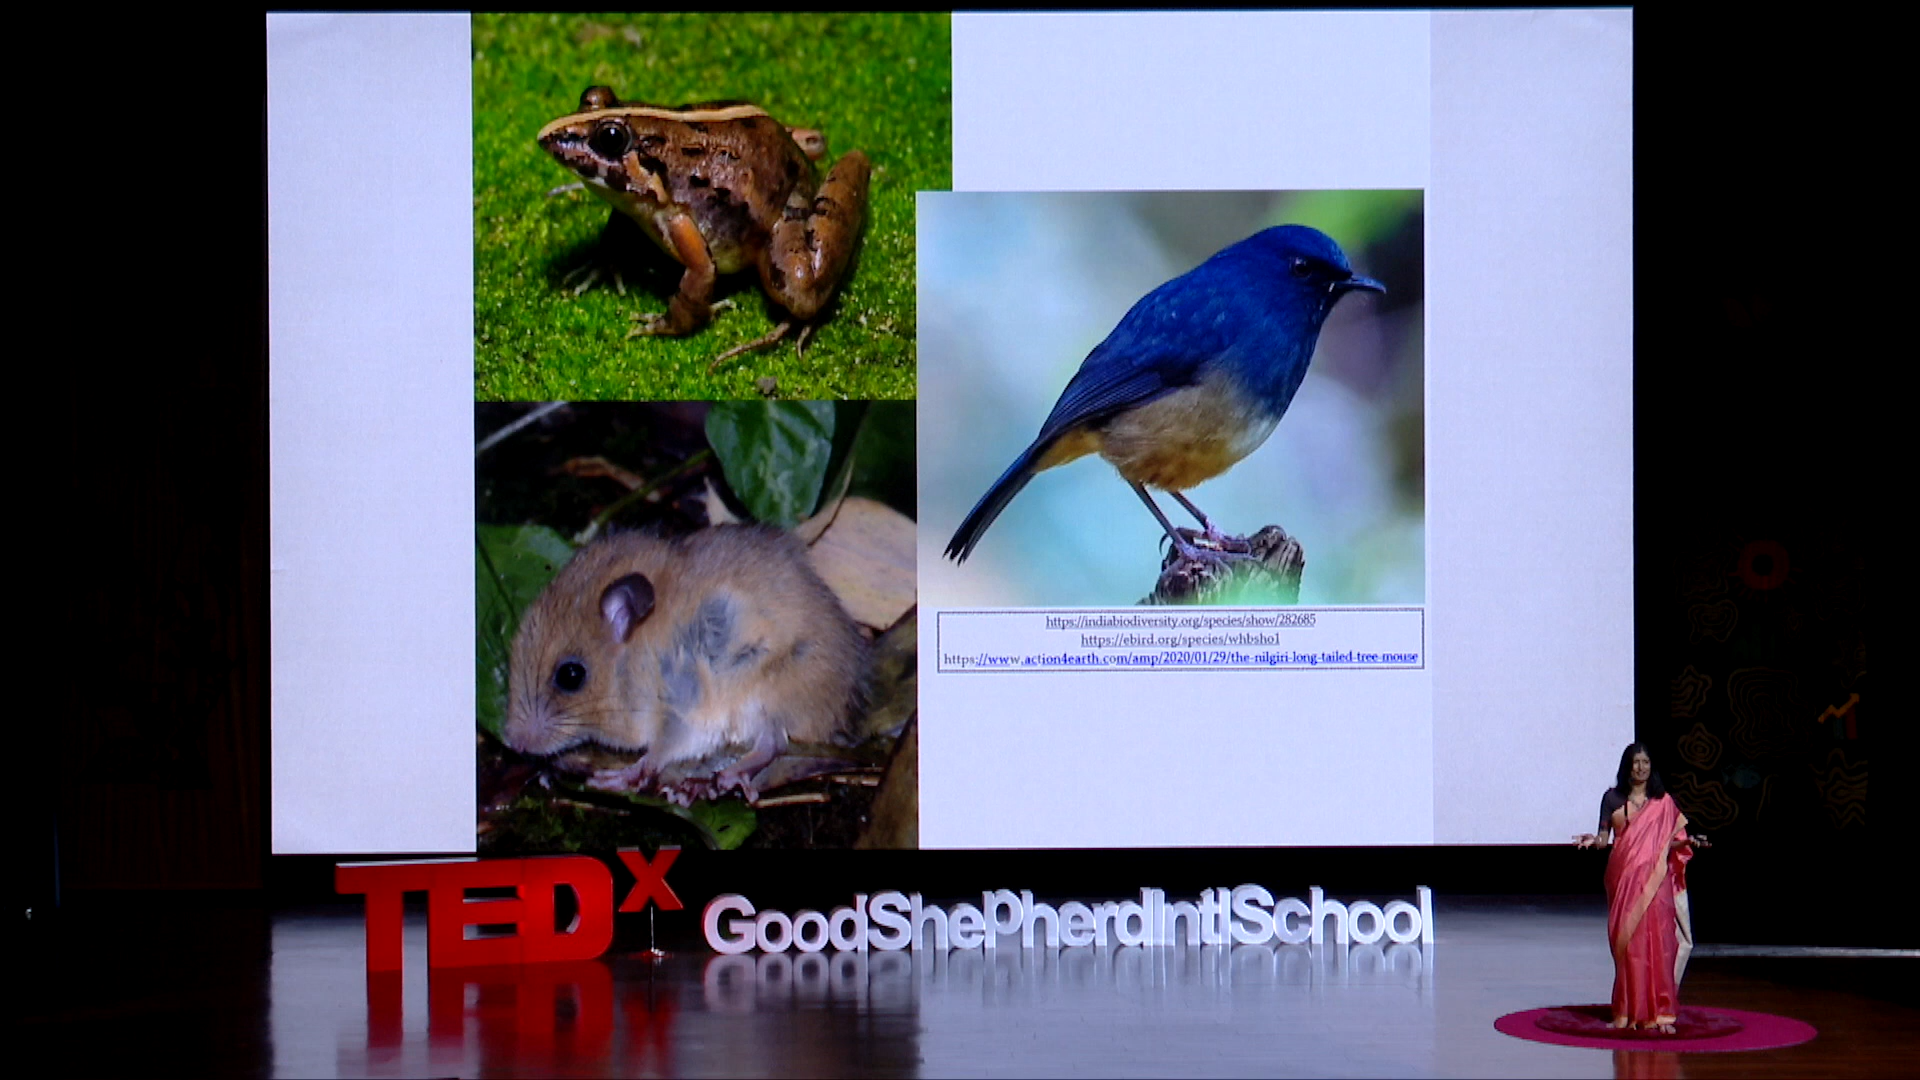 https://indiabiodiversity.org/species/show/282685
https://ebird.org/species/whbsho1
https://www.action4earth.com/amp/2020/01/29/the-nilgiri-long-tailed-tree-mouse
TEDx GoodShepherdIntlSchool